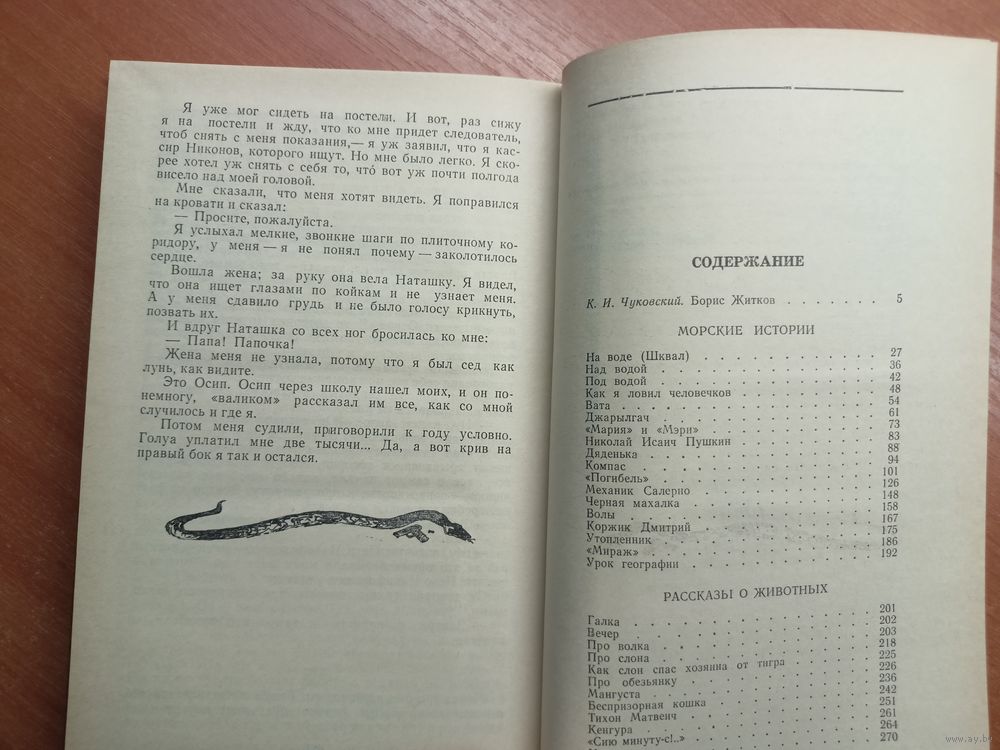 Я уже мог сидеть на постели. И вот, раз сижу
я на постели и жду, что ко мне придет следователь,
чтоб снять с меня показания,— я уж заявил, что я кас-
сир Никонов, которого ищут. Но мне было легко. Я ско-
рее хотел уж снять с себя то, что́ вот уж почти полгода
висело над моей головой.
Мне сказали, что меня хотят видеть. Я поправился
на кровати и сказал:
— Просите, пожалуйста.
Я услыхал мелкие, звонкие шаги по плиточному ко-
ридору, у меня — я не понял почему — заколотилось
сердце.
Вошла жена; за руку она вела Наташку. Я видел,
что она ищет глазами по койкам и не узнает меня.
А у меня сдавило грудь и не было голосу крикнуть,
позвать их.
И вдруг Наташка со всех ног бросилась ко мне:
— Папа! Папочка!
Жена меня не узнала, потому что я был сед как
лунь, как видите.
Это Осип. Осип через школу нашел моих, и он по-
немногу, «валиком» рассказал им все, как со мной
случилось и где я.
Потом меня судили, приговорили к году условно.
Голуа уплатил мне две тысячи... Да, а вот крив на
правый бок я так и остался.
СОДЕРЖАНИЕ
К. И. Чуковский. Борис Житков . . . . . . . 5
МОРСКИЕ ИСТОРИИ
На воде (Шквал) . . . . . . . . . . 27
Над водой . . . . . . . . . . 36
Под водой . . . . . . . . . . 42
Как я ловил человечков . . . . . . . . 48
Вата . . . . . . . . . . 54
Джарылгач . . . . . . . . . . 61
«Мария» и «Мэри» . . . . . . . . . . 73
Николай Исаич Пушкин . . . . . . . . 83
Дяденька . . . . . . . . . . 88
Компас . . . . . . . . . . 94
«Погибель» . . . . . . . . . . 101
Механик Салерно . . . . . . . . . . 126
Черная махалка . . . . . . . . . . 148
Волы . . . . . . . . . . 158
Коржик Дмитрий . . . . . . . . . . 167
Утопленник . . . . . . . . . . 175
«Мираж» . . . . . . . . . . 186
Урок географии . . . . . . . . . . 192
РАССКАЗЫ О ЖИВОТНЫХ
Галка . . . . . . . . . . 201
Вечер . . . . . . . . . . 202
Про волка . . . . . . . . . . 203
Про слона . . . . . . . . . . 218
Как слон спас хозяина от тигра . . . . . 225
Про обезьянку . . . . . . . . . . 226
Мангуста . . . . . . . . . . 236
Беспризорная кошка . . . . . . . . 242
Тихон Матвеич . . . . . . . . . . 251
Кенгура . . . . . . . . . . 261
«Сию минуту-с!..» . . . . . . . . 264
270
www.ay.by